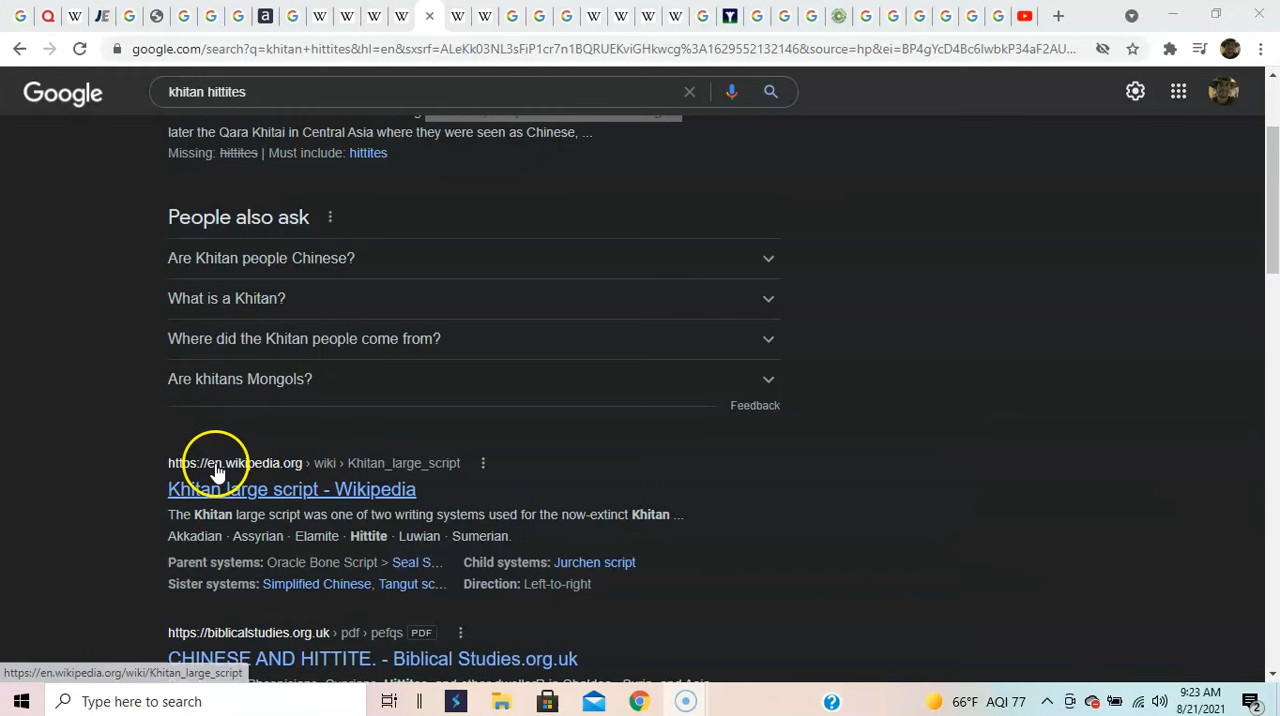 google.com/search?q=khitan+hittites&hl=en&sxsrf=ALeKk03NL3sFiP1cr7n1BQRUEKviGHkwcg%3A1629552132146&source=hp&ei=BP4gYcD4Bc6IwbkP34aF2AU...
Google
khitan hittites
later the Qara Khitai in Central Asia where they were seen as Chinese, ...
Missing: hittites | Must include: hittites
People also ask
Are Khitan people Chinese?
What is a Khitan?
Where did the Khitan people come from?
Are khitans Mongols?
Feedback
https://en.wikipedia.org › wiki › Khitan_large_script
Khitan large script - Wikipedia
The Khitan large script was one of two writing systems used for the now-extinct Khitan ...
Akkadian · Assyrian · Elamite · Hittite · Luwian · Sumerian.
Parent systems: Oracle Bone Script > Seal S... Child systems: Jurchen script
Sister systems: Simplified Chinese, Tangut sc... Direction: Left-to-right
https://biblicalstudies.org.uk › pdf › pefqs PDF
CHINESE AND HITTITE. - Biblical Studies.org.uk
https://en.wikipedia.org/wiki/Khitan_large_script
Type here to search
66°F AQI 77
9:23 AM
8/21/2021
2